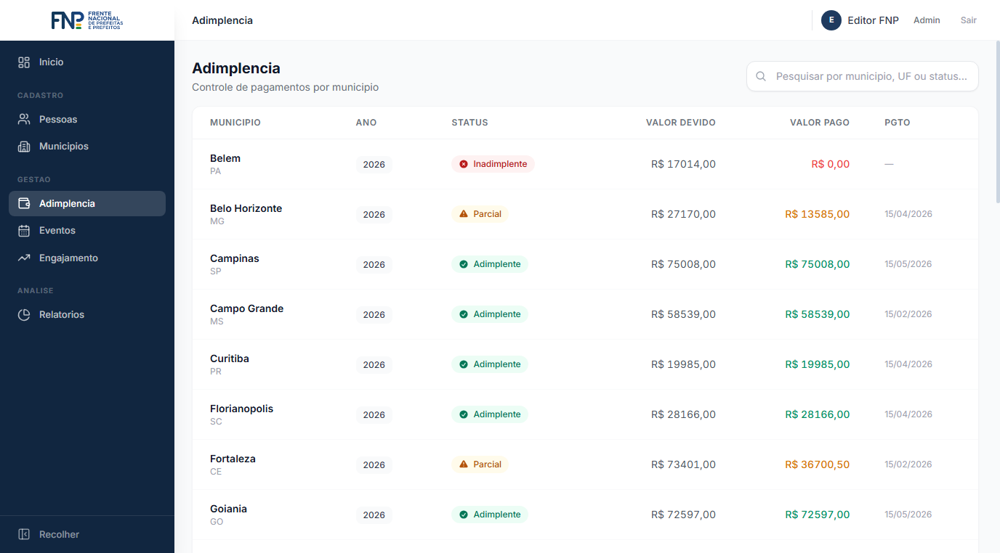 FNP FRENTE
NACIONAL
DE PREFEITAS
E PREFEITOS
Inicio
CADASTRO
Pessoas
Municipios
GESTAO
Adimplencia
Eventos
Engajamento
ANALISE
Relatorios
Recolher
Adimplencia
E Editor FNP Admin Sair
Adimplencia
Controle de pagamentos por municipio
Pesquisar por municipio, UF ou status...
MUNICIPIO ANO STATUS VALOR DEVIDO VALOR PAGO PGTO
Belem
PA
2026 Inadimplente R$ 17014,00 R$ 0,00 —
Belo Horizonte
MG
2026 Parcial R$ 27170,00 R$ 13585,00 15/04/2026
Campinas
SP
2026 Adimplente R$ 75008,00 R$ 75008,00 15/05/2026
Campo Grande
MS
2026 Adimplente R$ 58539,00 R$ 58539,00 15/02/2026
Curitiba
PR
2026 Adimplente R$ 19985,00 R$ 19985,00 15/04/2026
Florianopolis
SC
2026 Adimplente R$ 28166,00 R$ 28166,00 15/04/2026
Fortaleza
CE
2026 Parcial R$ 73401,00 R$ 36700,50 15/02/2026
Goiania
GO
2026 Adimplente R$ 72597,00 R$ 72597,00 15/05/2026